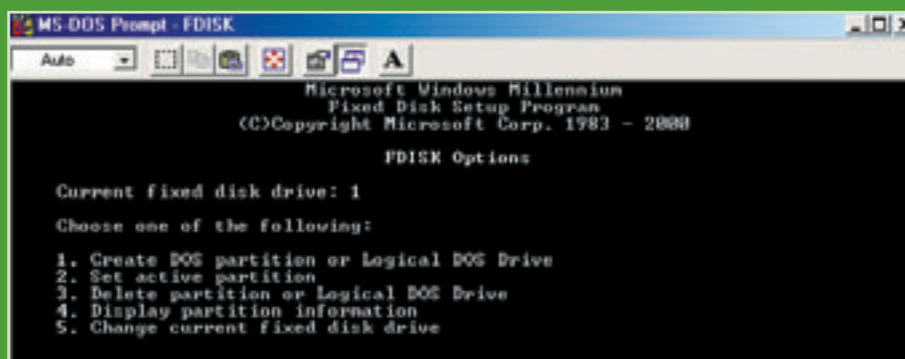 MS-DOS Prompt - FDISK
Auto
A
Microsoft Windows Millennium
Fixed Disk Setup Program
(C)Copyright Microsoft Corp. 1983 - 2000
FDISK Options
Current fixed disk drive: 1
Choose one of the following:
1. Create DOS partition or Logical DOS Drive
2. Set active partition
3. Delete partition or Logical DOS Drive
4. Display partition information
5. Change current fixed disk drive